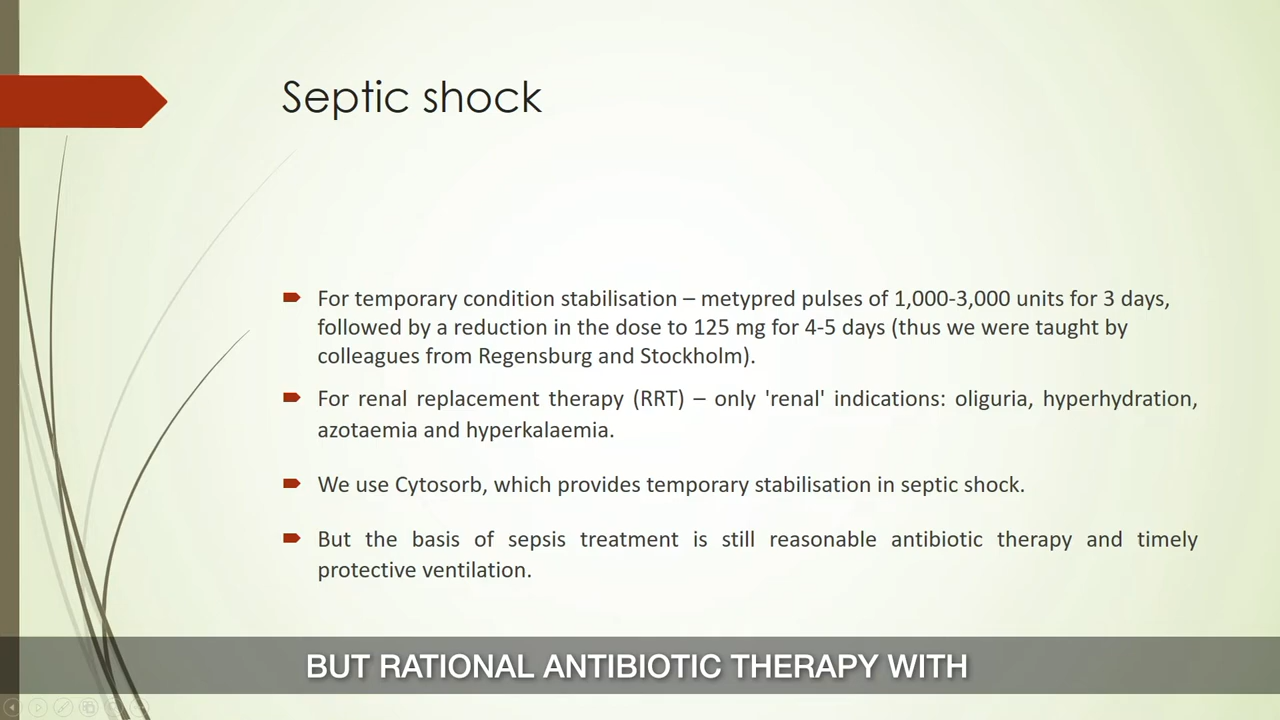 Septic shock
For temporary condition stabilisation – metypred pulses of 1,000-3,000 units for 3 days,
followed by a reduction in the dose to 125 mg for 4-5 days (thus we were taught by
colleagues from Regensburg and Stockholm).
For renal replacement therapy (RRT) – only 'renal' indications: oliguria, hyperhydration,
azotaemia and hyperkalaemia.
We use Cytosorb, which provides temporary stabilisation in septic shock.
But the basis of sepsis treatment is still reasonable antibiotic therapy and timely
protective ventilation.
BUT RATIONAL ANTIBIOTIC THERAPY WITH